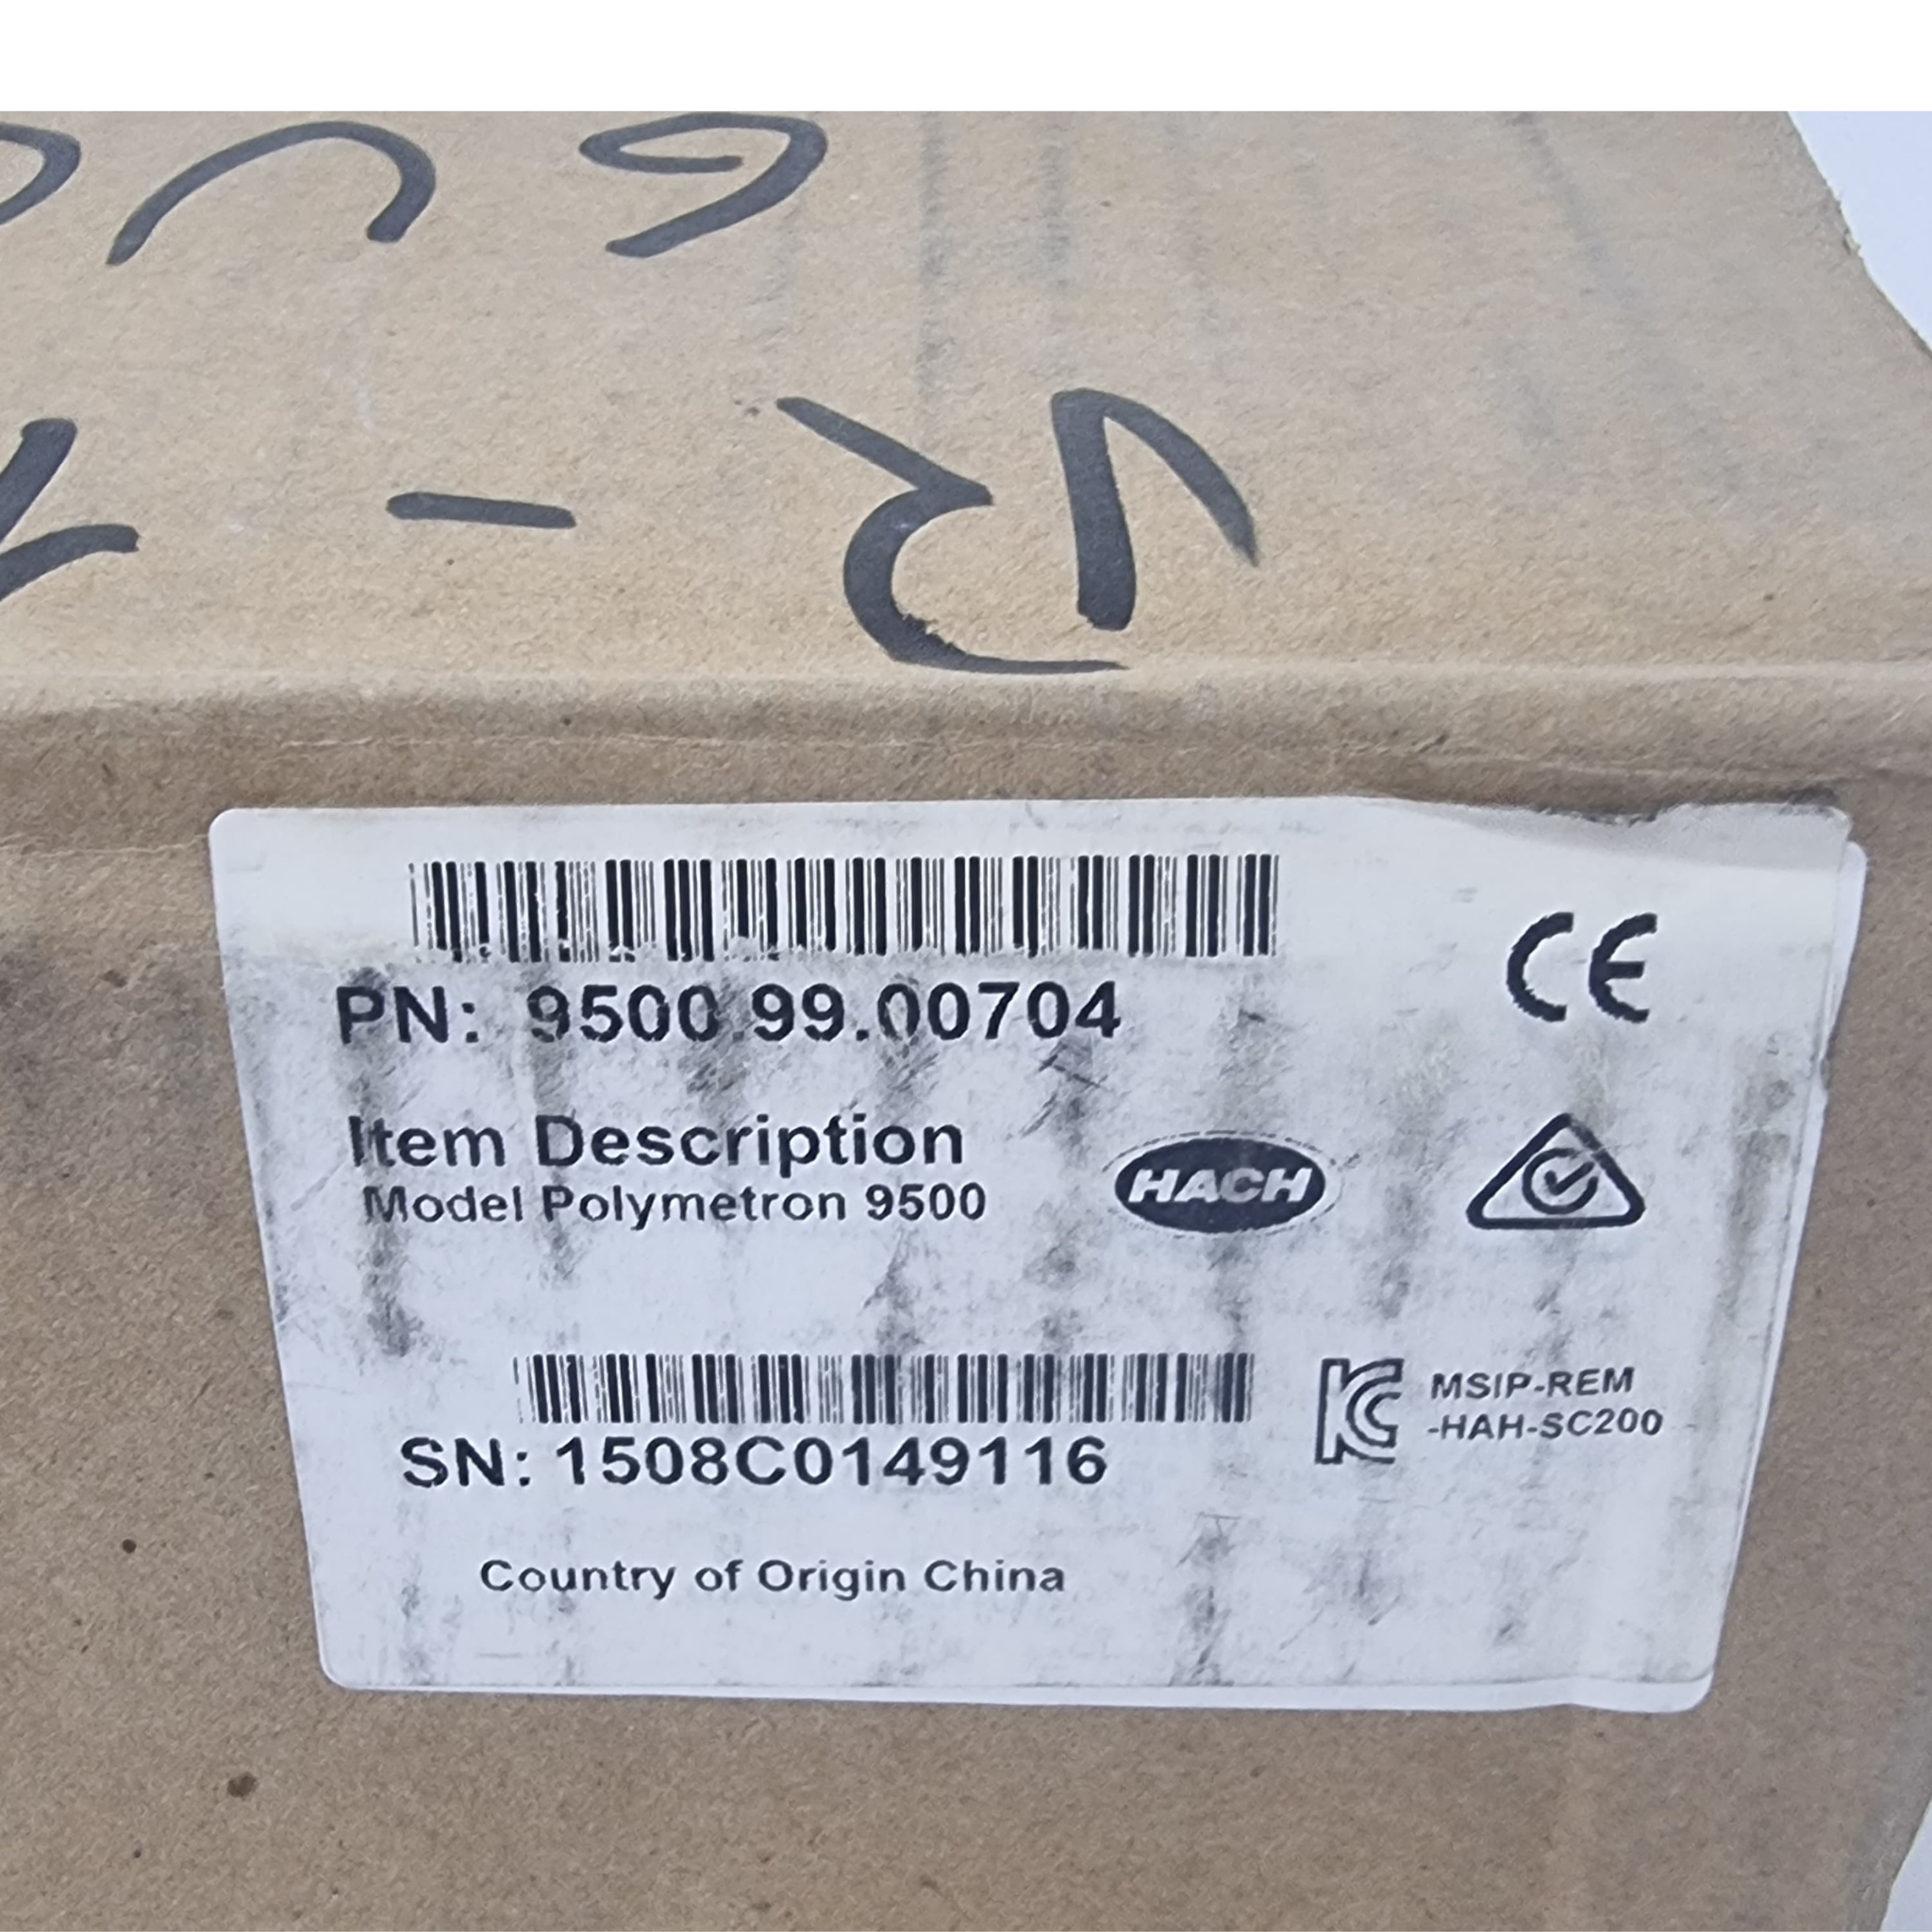 PN: 9500.99.00704
Item Description
Model Polymetron 9500
HACH
SN: 1508C0149116
MSIP-REM
-HAH-SC200
Country of Origin China
CE